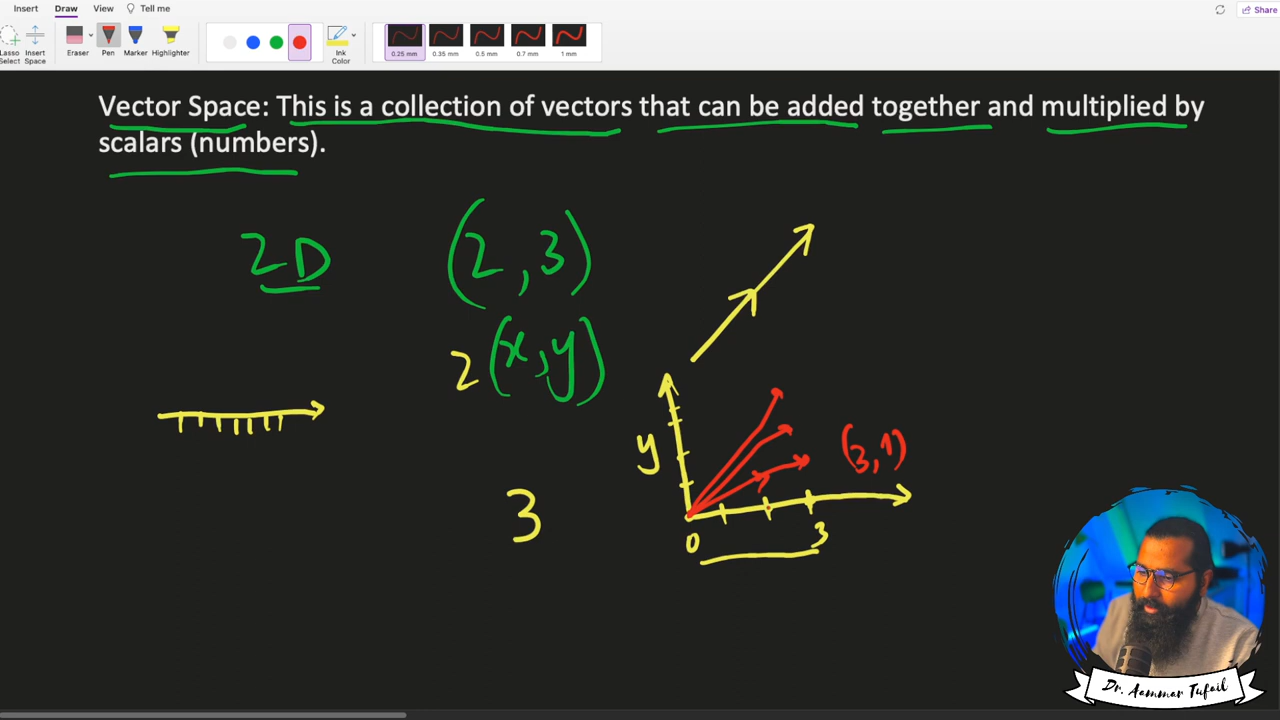 Insert Draw View Tell me Share
Lasso Select Insert Space Eraser Pen Marker Highlighter Ink Color 0.25 mm 0.35 mm 0.5 mm 0.7 mm 1 mm
Vector Space: This is a collection of vectors that can be added together and multiplied by
scalars (numbers).
2D (2,3)
2(x,y)
y (3,1)
3
0 3
Dr. Aammar Tufail